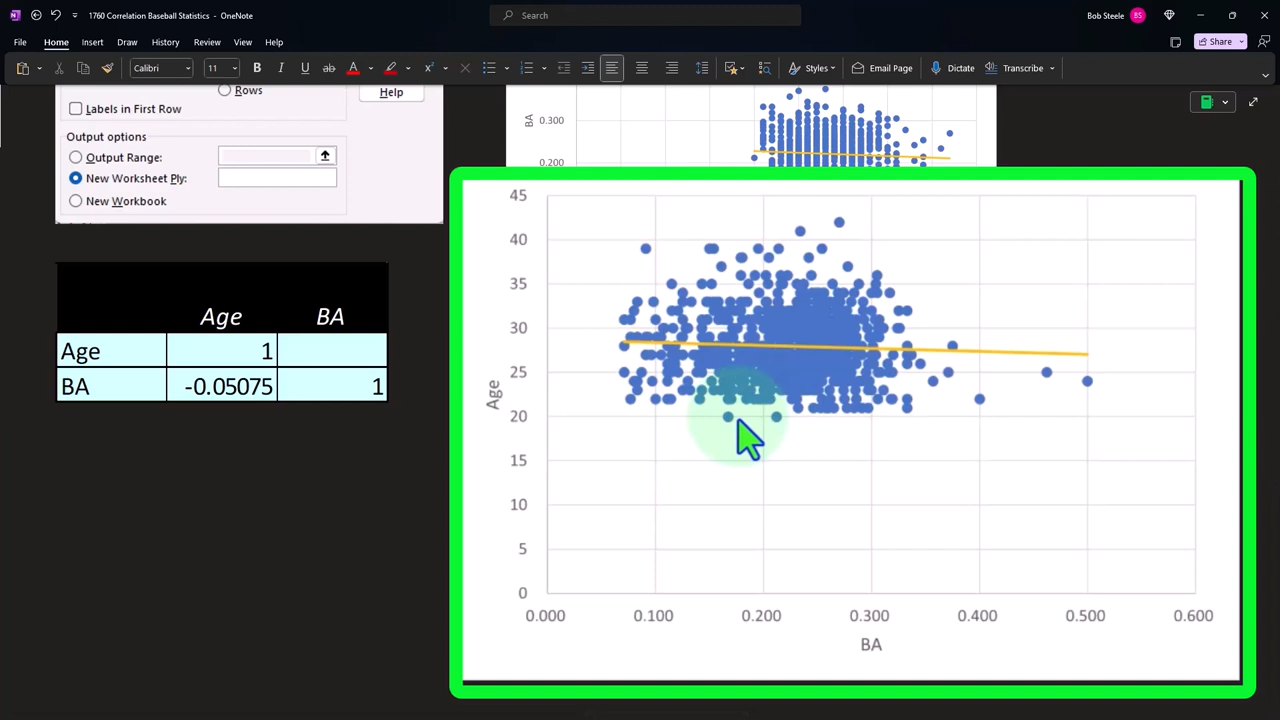 1760 Correlation Baseball Statistics - OneNote
Search
Bob Steele BS
File Home Insert Draw History Review View Help
Share
Calibri 11 B I U ab A x² Styles Email Page Dictate Transcribe
Rows
Labels in First Row
Help
Output options
Output Range:
New Worksheet Ply:
New Workbook
BA
0.300
0.200
Age BA
Age 1
BA -0.05075 1
45
40
35
30
25
20
15
10
5
0
Age
0.000 0.100 0.200 0.300 0.400 0.500 0.600
BA